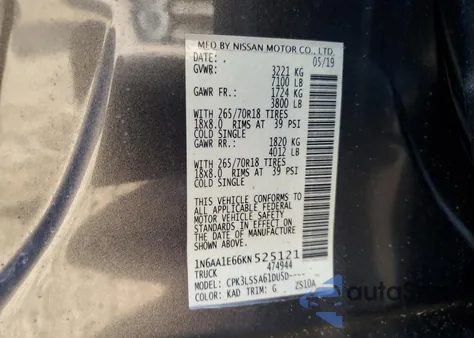 MFD BY NISSAN MOTOR CO., LTD.
DATE: 05/19
GVWR: 3221 KG
7100 LB
GAWR FR.: 1724 KG
3800 LB
WITH 265/70R18 TIRES
18X8.0 RIMS AT 39 PSI
COLD SINGLE
GAWR RR.: 1820 KG
4012 LB
WITH 265/70R18 TIRES
18X8.0 RIMS AT 39 PSI
COLD SINGLE
THIS VEHICLE CONFORMS TO
ALL APPLICABLE FEDERAL
MOTOR VEHICLE SAFETY
STANDARDS IN EFFECT ON
THE DATE OF MANUFACTURE
SHOWN ABOVE.
1N6AA1E66KN525121
TRUCK 474944
MODEL: CPK3LSSA61DU5D----
COLOR: KAD TRIM: G 2S10A